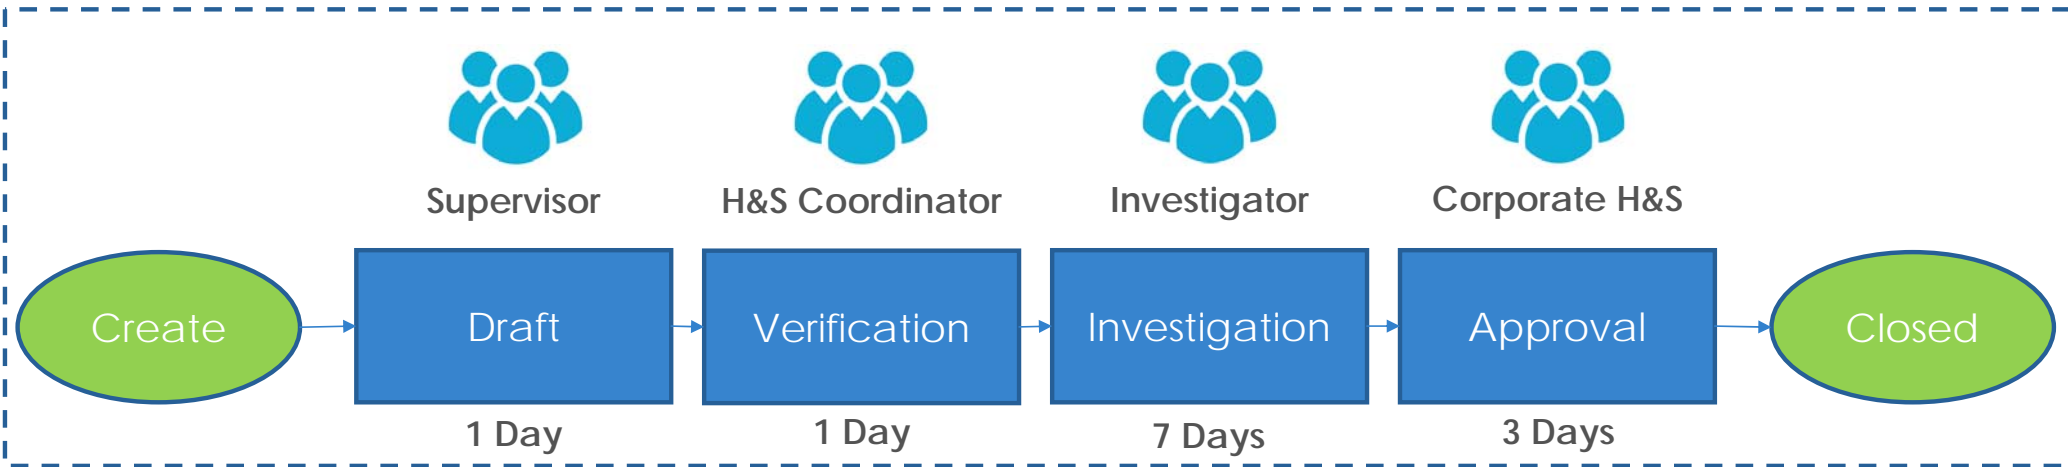 Supervisor
H&S Coordinator
Investigator
Corporate H&S
Create
Draft
Verification
Investigation
Approval
Closed
1 Day
1 Day
7 Days
3 Days